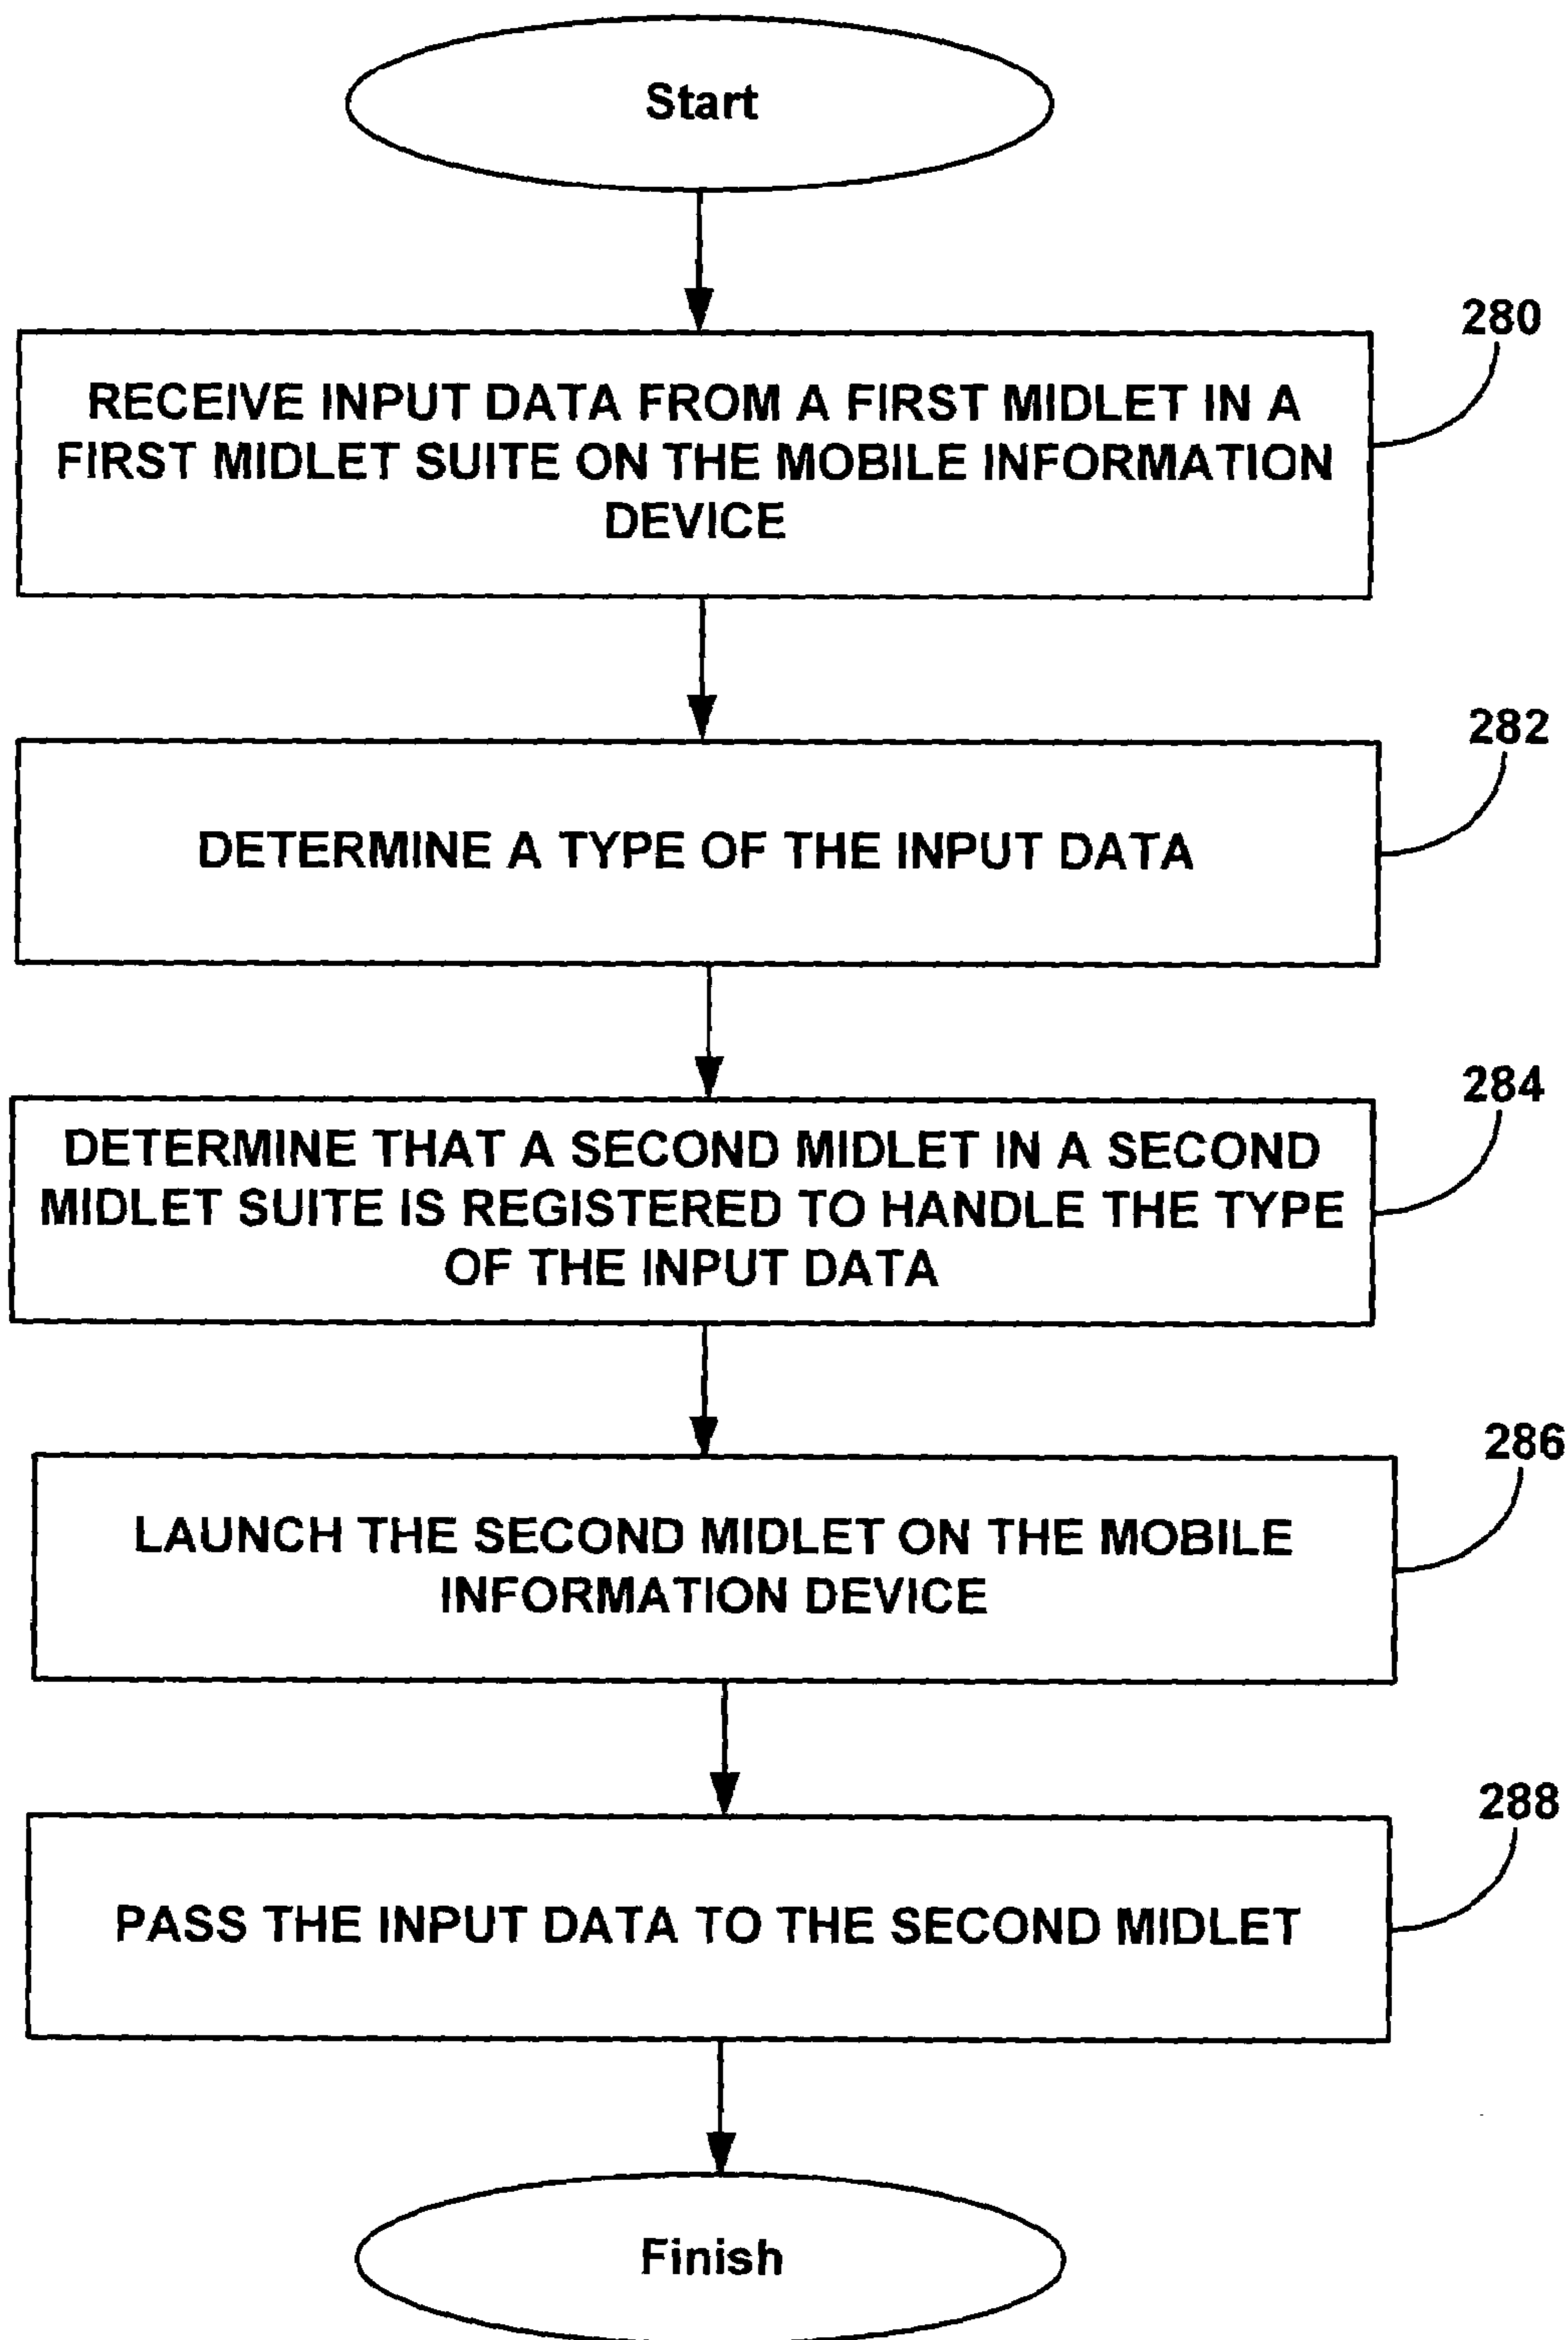 Start
280
RECEIVE INPUT DATA FROM A FIRST MIDLET IN A
FIRST MIDLET SUITE ON THE MOBILE INFORMATION
DEVICE
282
DETERMINE A TYPE OF THE INPUT DATA
284
DETERMINE THAT A SECOND MIDLET IN A SECOND
MIDLET SUITE IS REGISTERED TO HANDLE THE TYPE
OF THE INPUT DATA
286
LAUNCH THE SECOND MIDLET ON THE MOBILE
INFORMATION DEVICE
288
PASS THE INPUT DATA TO THE SECOND MIDLET
Finish